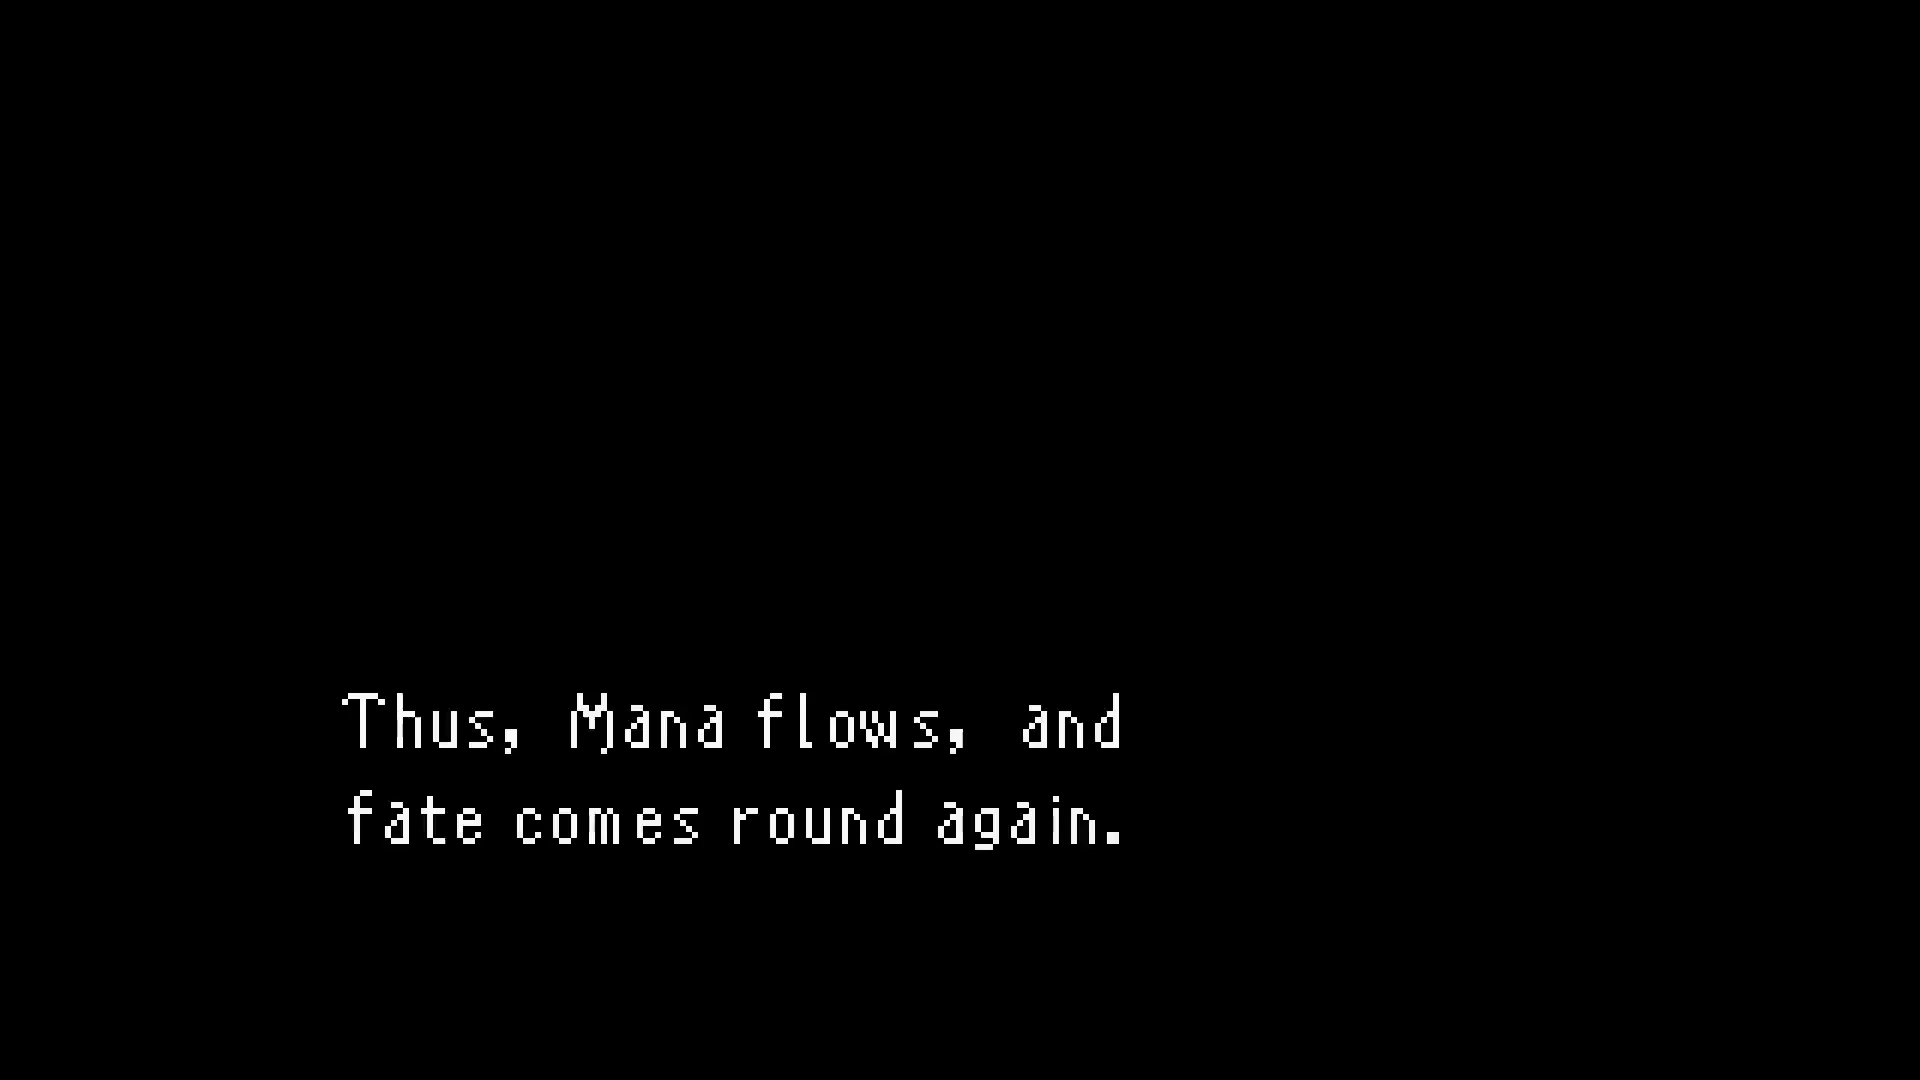 Thus, Mana flows, and
fate comes round again.